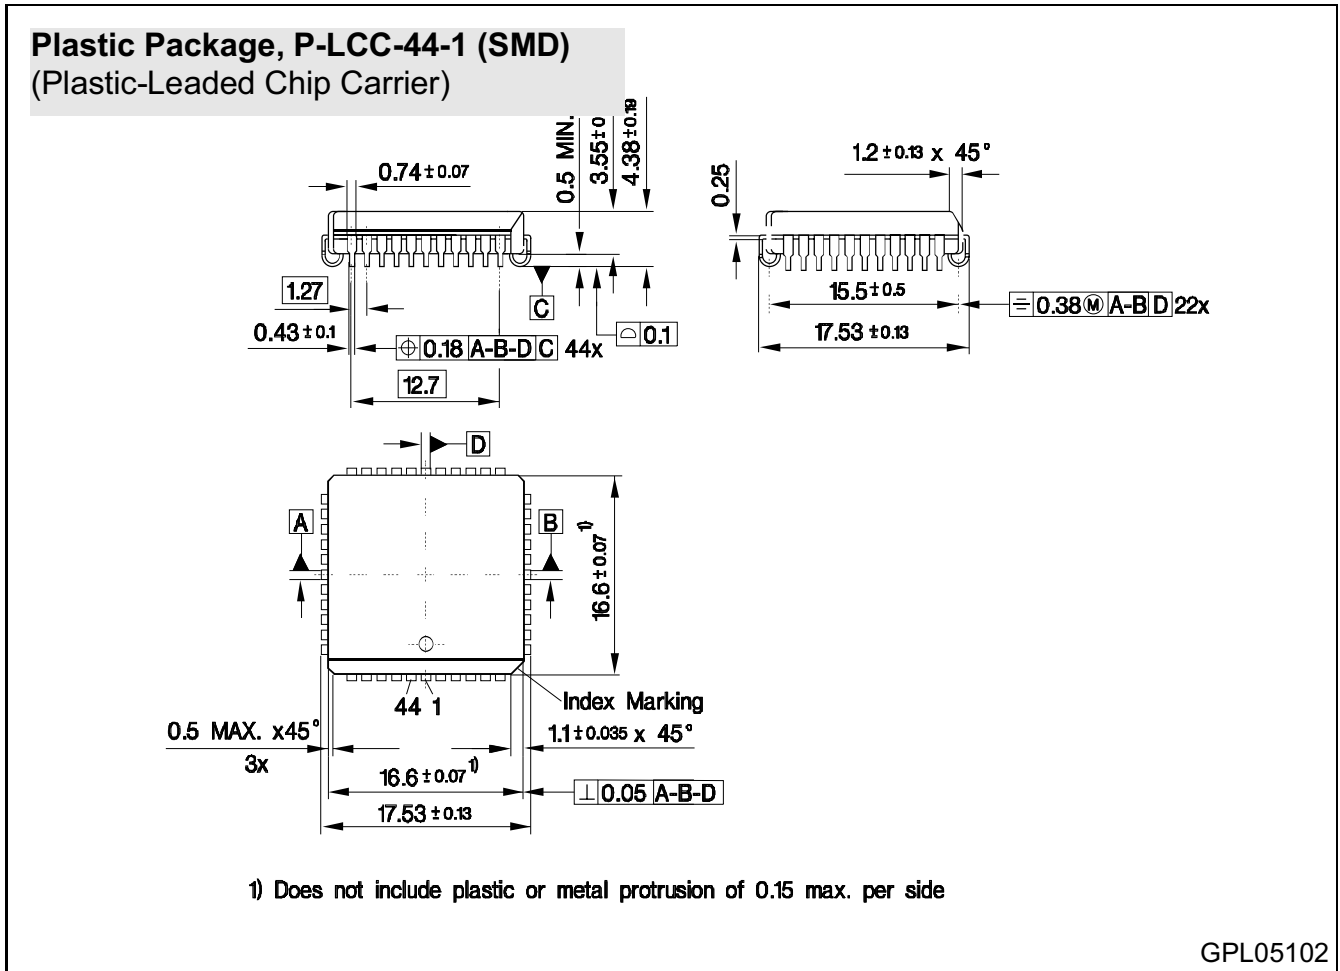 Plastic Package, P-LCC-44-1 (SMD)
(Plastic-Leaded Chip Carrier)
0.74 ±0.07
0.5 MIN.
3.55±0
4.38±0.19
0.25
1.2 ±0.13 x 45°
1.27
C
0.43 ±0.1
⌖ 0.18 A-B-D C 44x
⌓ 0.1
12.7
15.5±0.5
⌯ 0.38 Ⓜ A-B D 22x
17.53 ±0.13
D
A
B
16.6 ±0.07 1)
44 1
Index Marking
0.5 MAX. x45°
3x
1.1±0.035 x 45°
16.6 ±0.07 1)
⊥ 0.05 A-B-D
17.53 ±0.13
1) Does not include plastic or metal protrusion of 0.15 max. per side
GPL05102